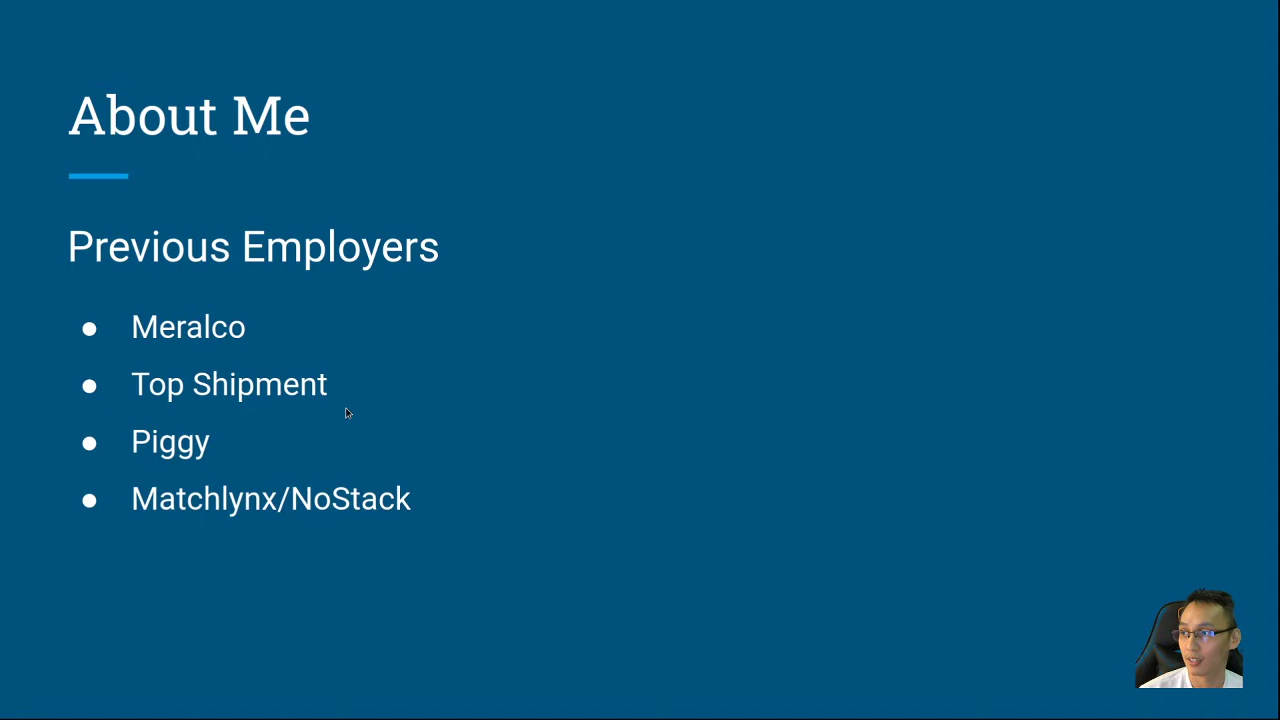 About Me
Previous Employers
● Meralco
● Top Shipment
● Piggy
● Matchlynx/NoStack